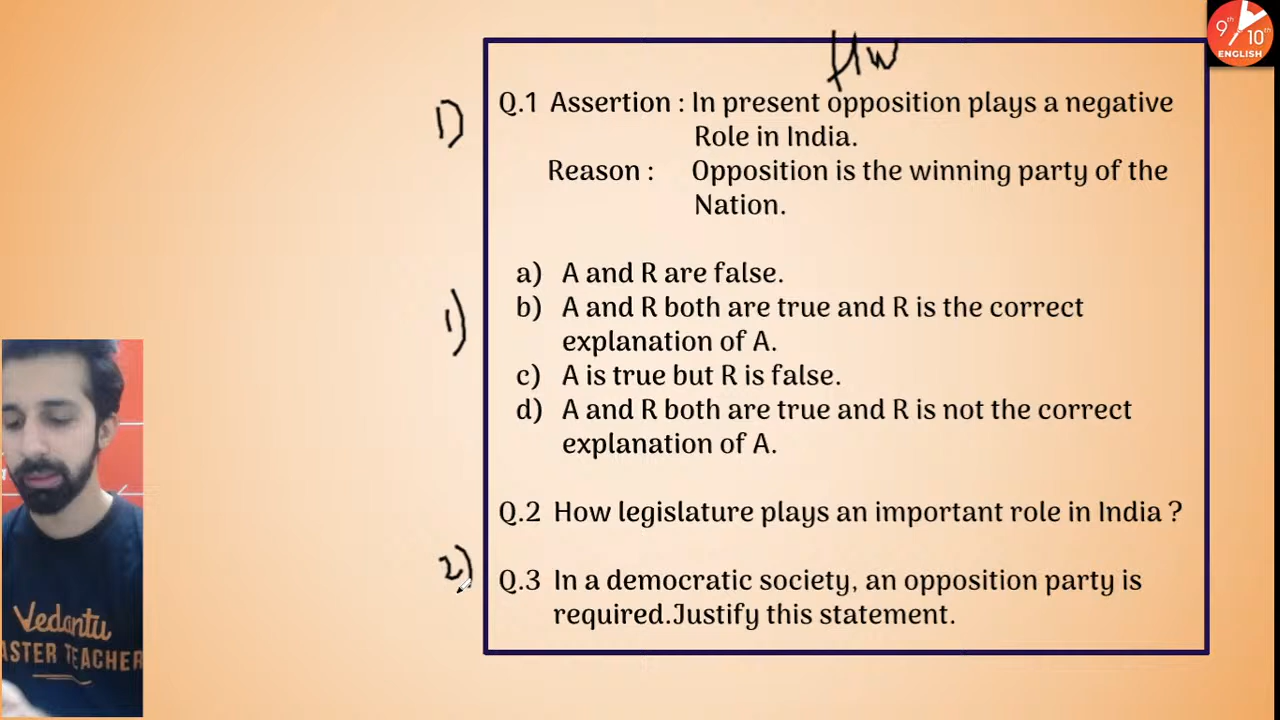 9th
10th
ENGLISH
HW
1)
Q.1 Assertion : In present opposition plays a negative
Role in India.
Reason : Opposition is the winning party of the
Nation.
a) A and R are false.
1)
b) A and R both are true and R is the correct
explanation of A.
c) A is true but R is false.
d) A and R both are true and R is not the correct
explanation of A.
Q.2 How legislature plays an important role in India ?
2)
Q.3 In a democratic society, an opposition party is
required.Justify this statement.
Vedantu
ASTER TEACHER